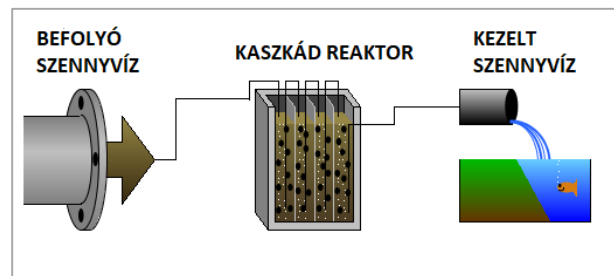 BEFOLYÓ
SZENNYVÍZ
KASZKÁD REAKTOR
KEZELT
SZENNYVÍZ